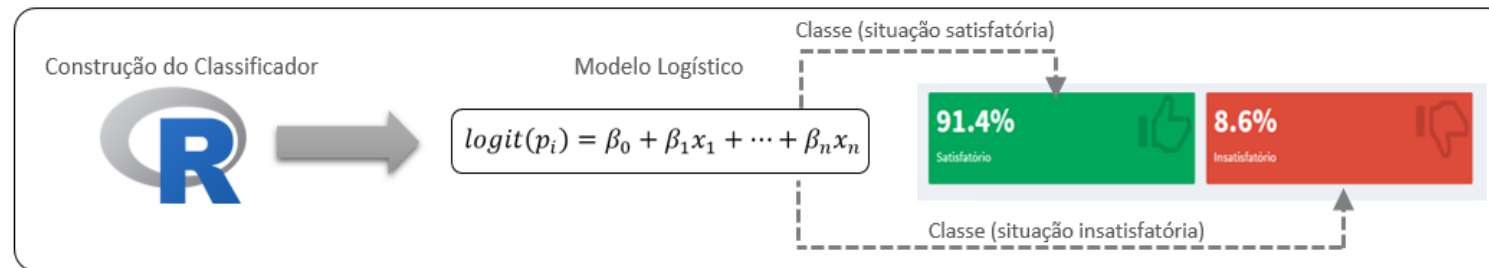 Classe (situação satisfatória)
Construção do Classificador
Modelo Logístico
R
logit(pᵢ) = β₀ + β₁x₁ + ⋯ + βₙxₙ
91.4%
Satisfatório
8.6%
Insatisfatório
Classe (situação insatisfatória)